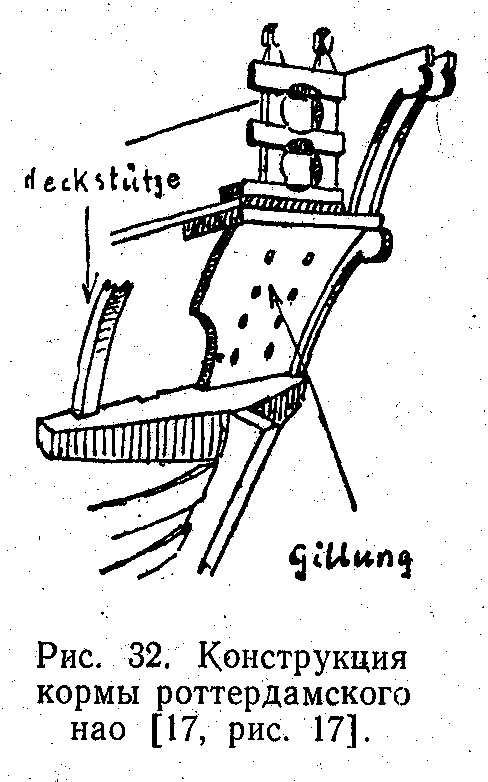 deckstütze
Gillung
Рис. 32. Конструкция
кормы роттердамского
нао [17, рис. 17].